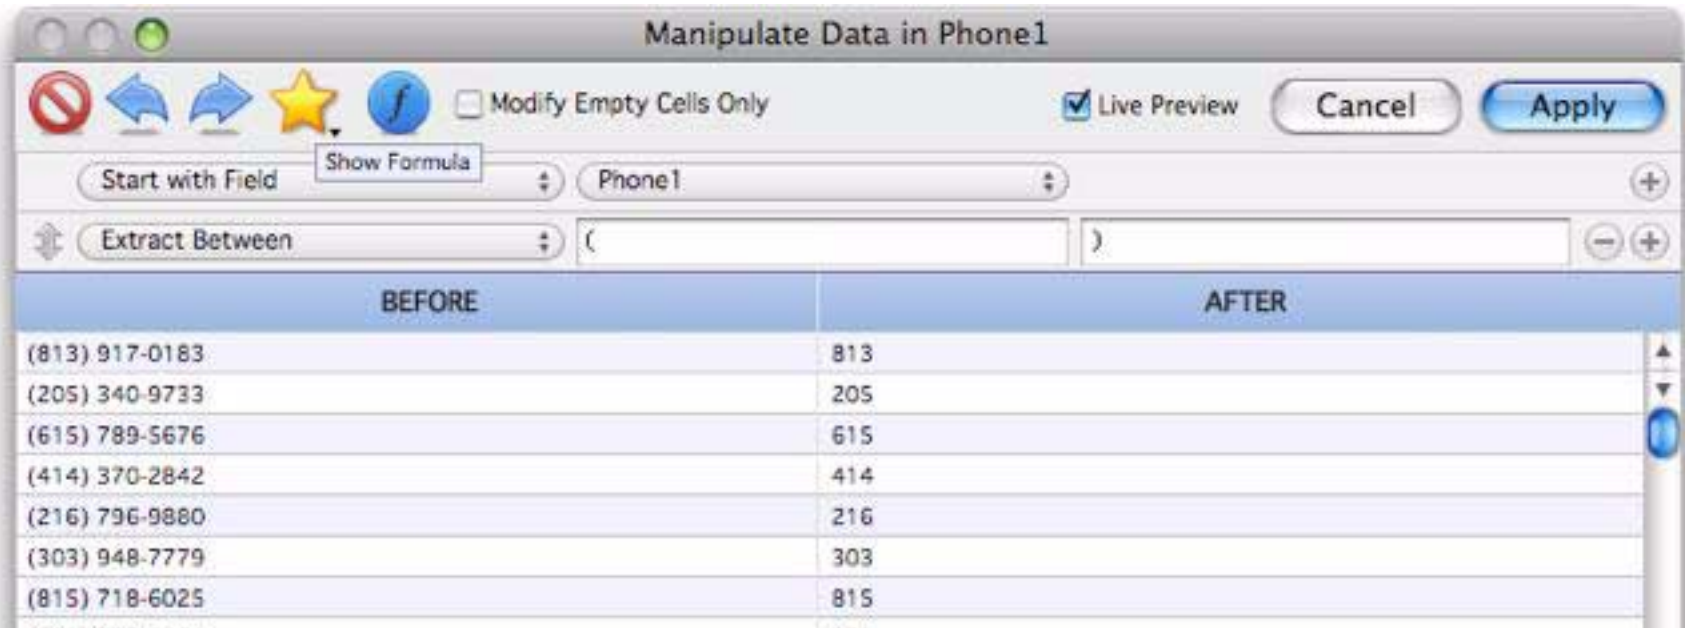 Manipulate Data in Phone1
Modify Empty Cells Only
Live Preview
Cancel
Apply
Show Formula
Start with Field
Phone1
Extract Between
(
)
BEFORE
AFTER
(813) 917-0183
813
(205) 340-9733
205
(615) 789-5676
615
(414) 370-2842
414
(216) 796-9880
216
(303) 948-7779
303
(815) 718-6025
815